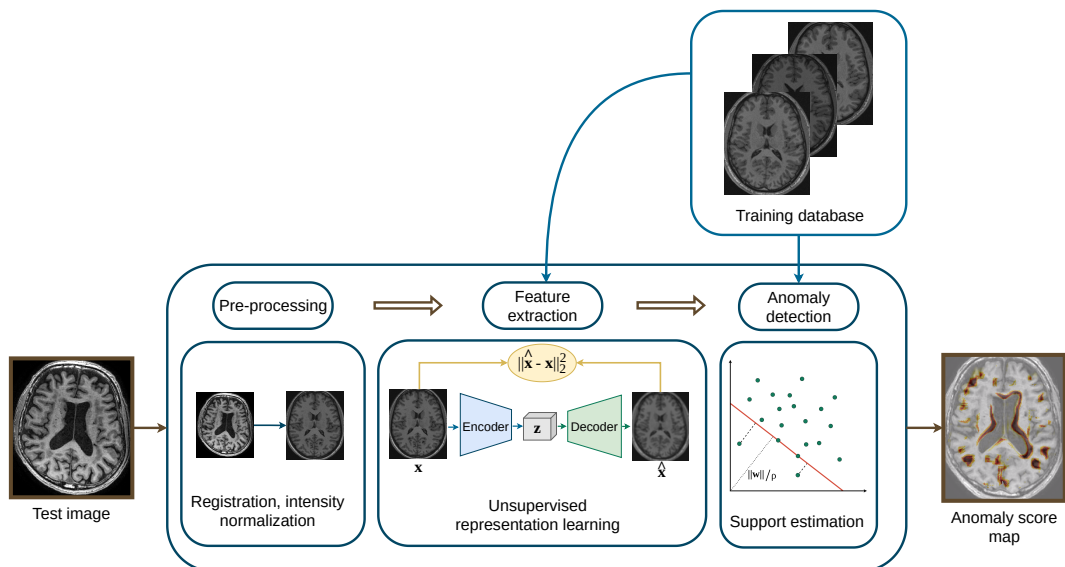 Training database
Pre-processing
Feature
extraction
Anomaly
detection
||x̂ - x||₂²
Encoder
z
Decoder
x
x̂
||w||/ρ
Test image
Registration, intensity
normalization
Unsupervised
representation learning
Support estimation
Anomaly score
map